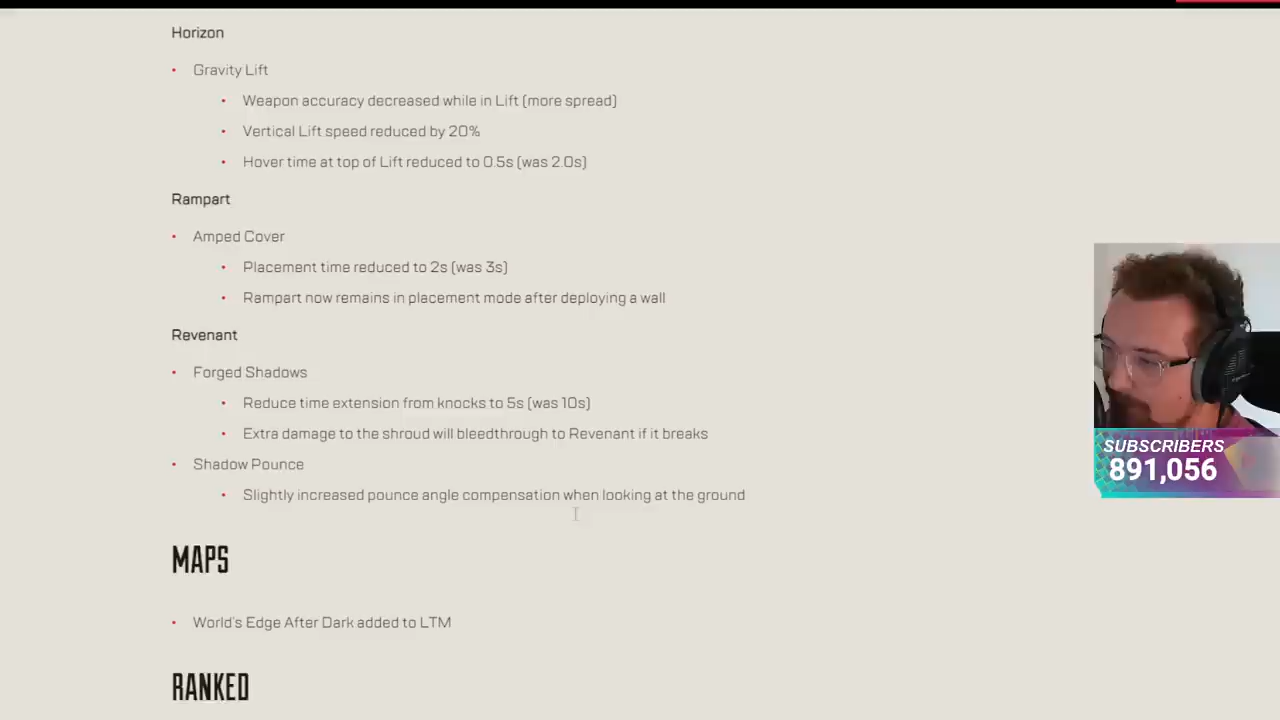 Horizon
• Gravity Lift
• Weapon accuracy decreased while in Lift (more spread)
• Vertical Lift speed reduced by 20%
• Hover time at top of Lift reduced to 0.5s (was 2.0s)
Rampart
• Amped Cover
• Placement time reduced to 2s (was 3s)
• Rampart now remains in placement mode after deploying a wall
Revenant
• Forged Shadows
• Reduce time extension from knocks to 5s (was 10s)
• Extra damage to the shroud will bleedthrough to Revenant if it breaks
• Shadow Pounce
• Slightly increased pounce angle compensation when looking at the ground
SUBSCRIBERS
891,056
MAPS
• World's Edge After Dark added to LTM
RANKED